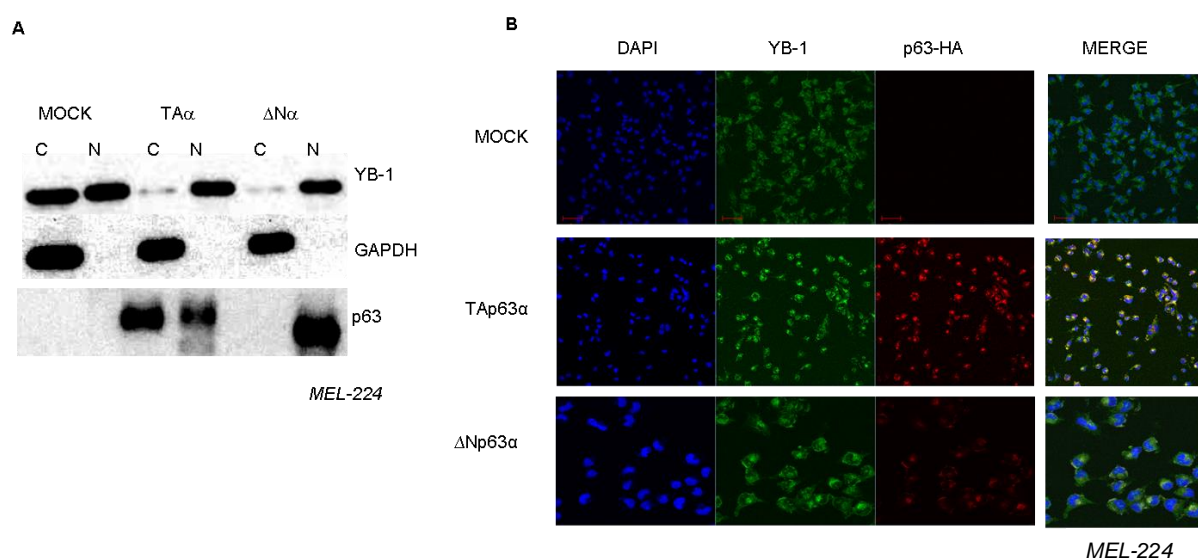 A
MOCK TAα ΔNα
C N C N C N
YB-1
GAPDH
p63
MEL-224
B
DAPI YB-1 p63-HA MERGE
MOCK
TAp63α
ΔNp63α
MEL-224